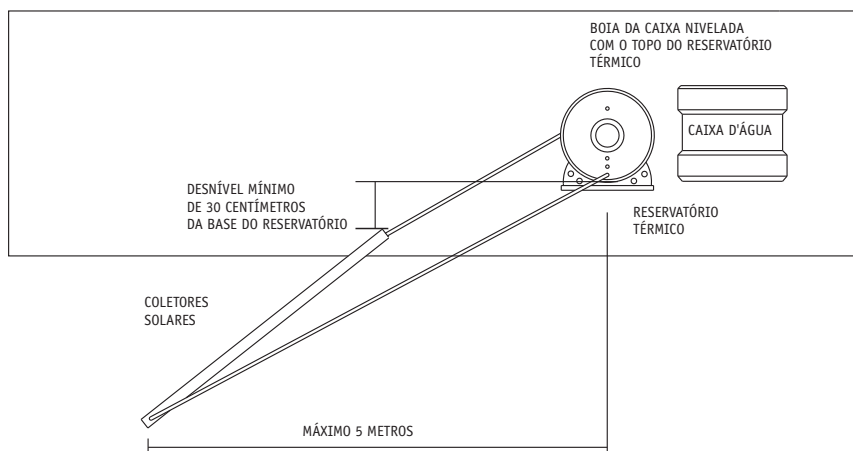 BOIA DA CAIXA NIVELADA
COM O TOPO DO RESERVATÓRIO
TÉRMICO
CAIXA D'ÁGUA
DESNÍVEL MÍNIMO
DE 30 CENTÍMETROS
DA BASE DO RESERVATÓRIO
RESERVATÓRIO
TÉRMICO
COLETORES
SOLARES
MÁXIMO 5 METROS